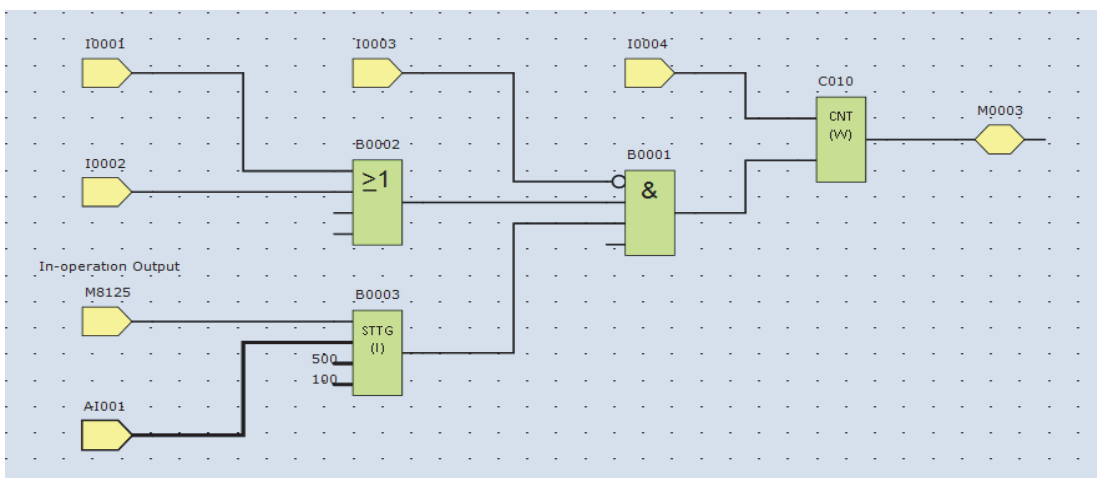 I0001
I0003
I0004
C010
CNT
(W)
M0003
B0002
≥1
I0002
B0001
&
In-operation Output
M8125
B0003
STTG
(I)
500
100
AI001